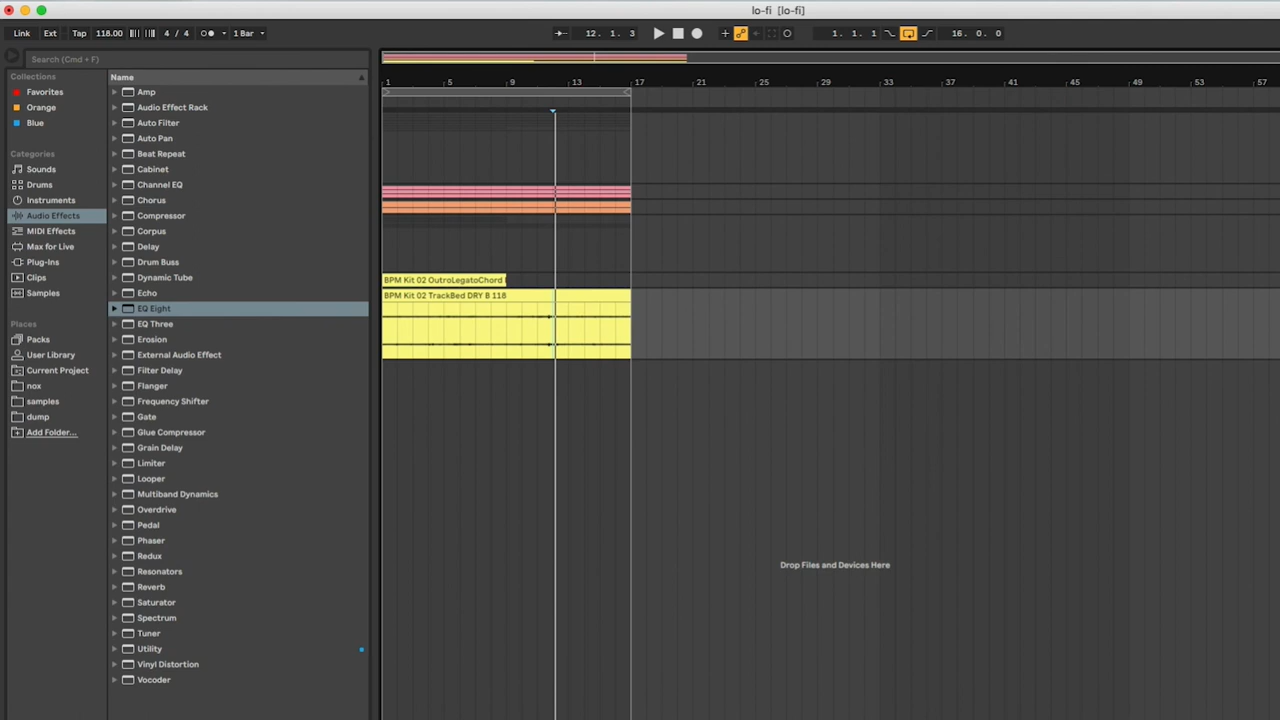 lo-fi [lo-fi]
Link Ext Tap 118.00 4 / 4 1 Bar 12. 1. 3 1. 1. 1 16. 0. 0
Search (Cmd + F)
Collections
Favorites
Orange
Blue
Categories
Sounds
Drums
Instruments
Audio Effects
MIDI Effects
Max for Live
Plug-Ins
Clips
Samples
Places
Packs
User Library
Current Project
nox
samples
dump
Add Folder...
Name
Amp
Audio Effect Rack
Auto Filter
Auto Pan
Beat Repeat
Cabinet
Channel EQ
Chorus
Compressor
Corpus
Delay
Drum Buss
Dynamic Tube
Echo
EQ Eight
EQ Three
Erosion
External Audio Effect
Filter Delay
Flanger
Frequency Shifter
Gate
Glue Compressor
Grain Delay
Limiter
Looper
Multiband Dynamics
Overdrive
Pedal
Phaser
Redux
Resonators
Reverb
Saturator
Spectrum
Tuner
Utility
Vinyl Distortion
Vocoder
1 5 9 13 17 21 25 29 33 37 41 45 49 53 57
BPM Kit 02 OutroLegatoChord
BPM Kit 02 TrackBed DRY B 118
Drop Files and Devices Here